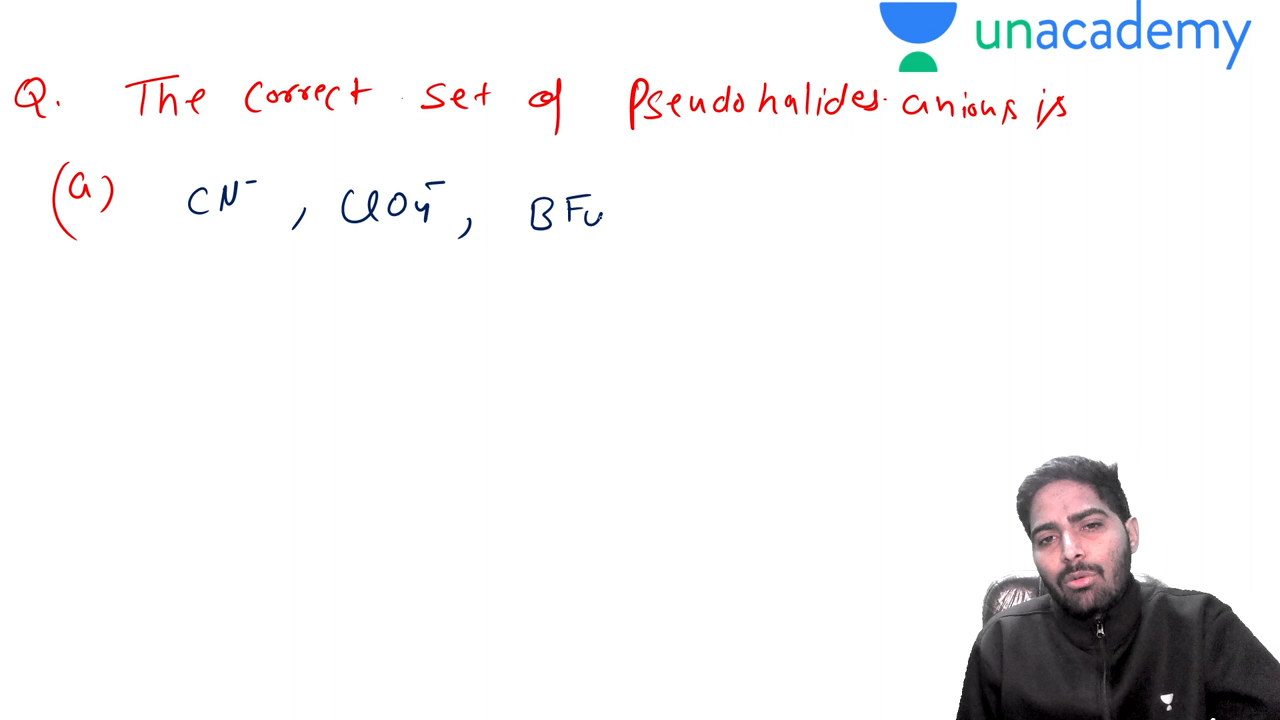 unacademy
Q. The correct set of Pseudohalides anions is
(a) CN⁻ , ClO₄⁻ , BF₄